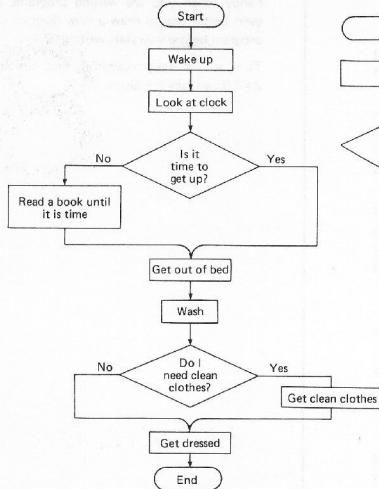 Start
Wake up
Look at clock
Is it
time to
get up?
No
Yes
Read a book until
it is time
Get out of bed
Wash
Do I
need clean
clothes?
No
Yes
Get clean clothes
Get dressed
End